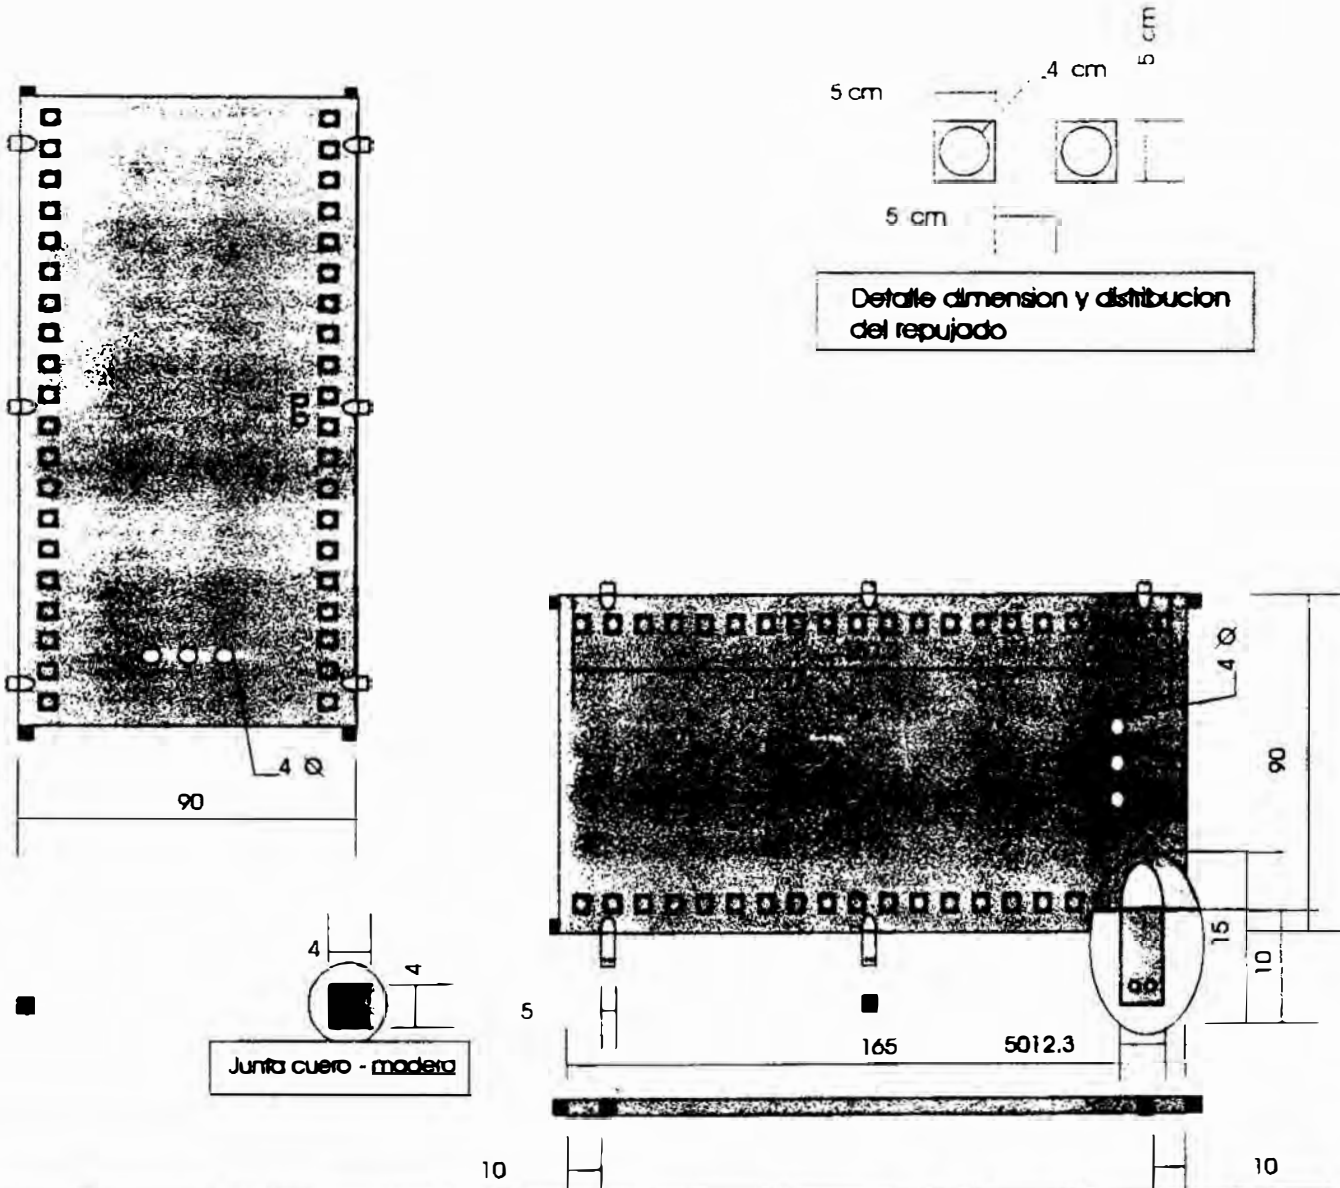 5 cm
.4 cm
5 cm
5 cm
Detalle dimension y distribucion
del repujado
4 Ø
90
4 Ø
90
15
10
4
4
Junta cuero - madera
5
165
5012.3
10
10